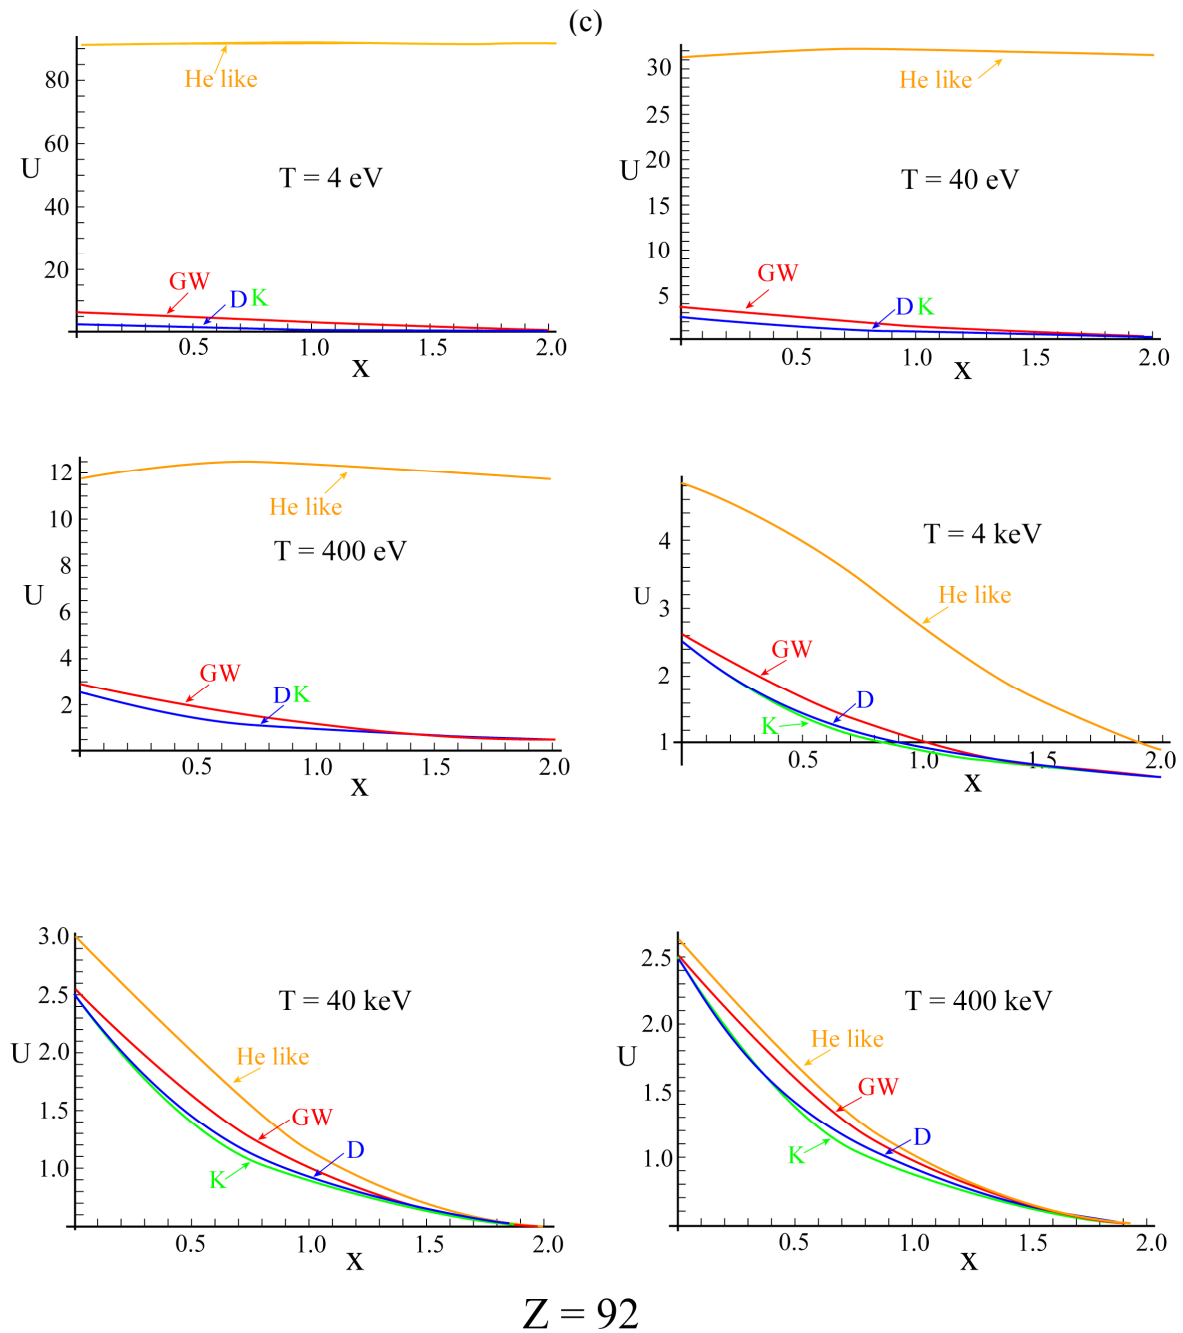 (c)
80
60
40
20
U
He like
T = 4 eV
GW
D K
0.5
1.0
1.5
2.0
X
30
25
20
15
10
5
U
He like
T = 40 eV
GW
D K
0.5
1.0
1.5
2.0
X
12
10
8
6
4
2
U
He like
T = 400 eV
GW
D K
0.5
1.0
1.5
2.0
X
4
3
2
1
U
T = 4 keV
He like
GW
D
K
0.5
1.0
1.5
2.0
X
3.0
2.5
2.0
1.5
1.0
U
T = 40 keV
He like
GW
D
K
0.5
1.0
1.5
2.0
X
2.5
2.0
1.5
1.0
U
T = 400 keV
He like
GW
D
K
0.5
1.0
1.5
2.0
X
Z = 92